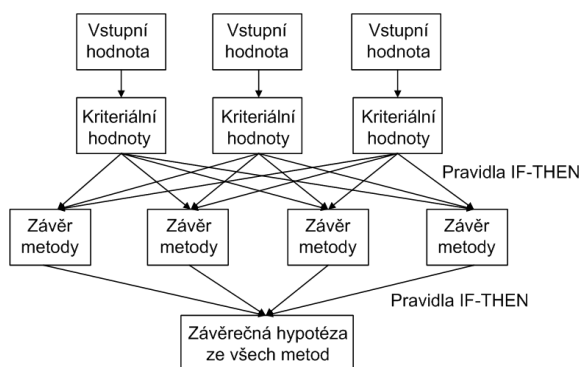 Vstupní
hodnota
Vstupní
hodnota
Vstupní
hodnota
Kriteriální
hodnoty
Kriteriální
hodnoty
Kriteriální
hodnoty
Pravidla IF-THEN
Závěr
metody
Závěr
metody
Závěr
metody
Závěr
metody
Pravidla IF-THEN
Závěrečná hypotéza
ze všech metod